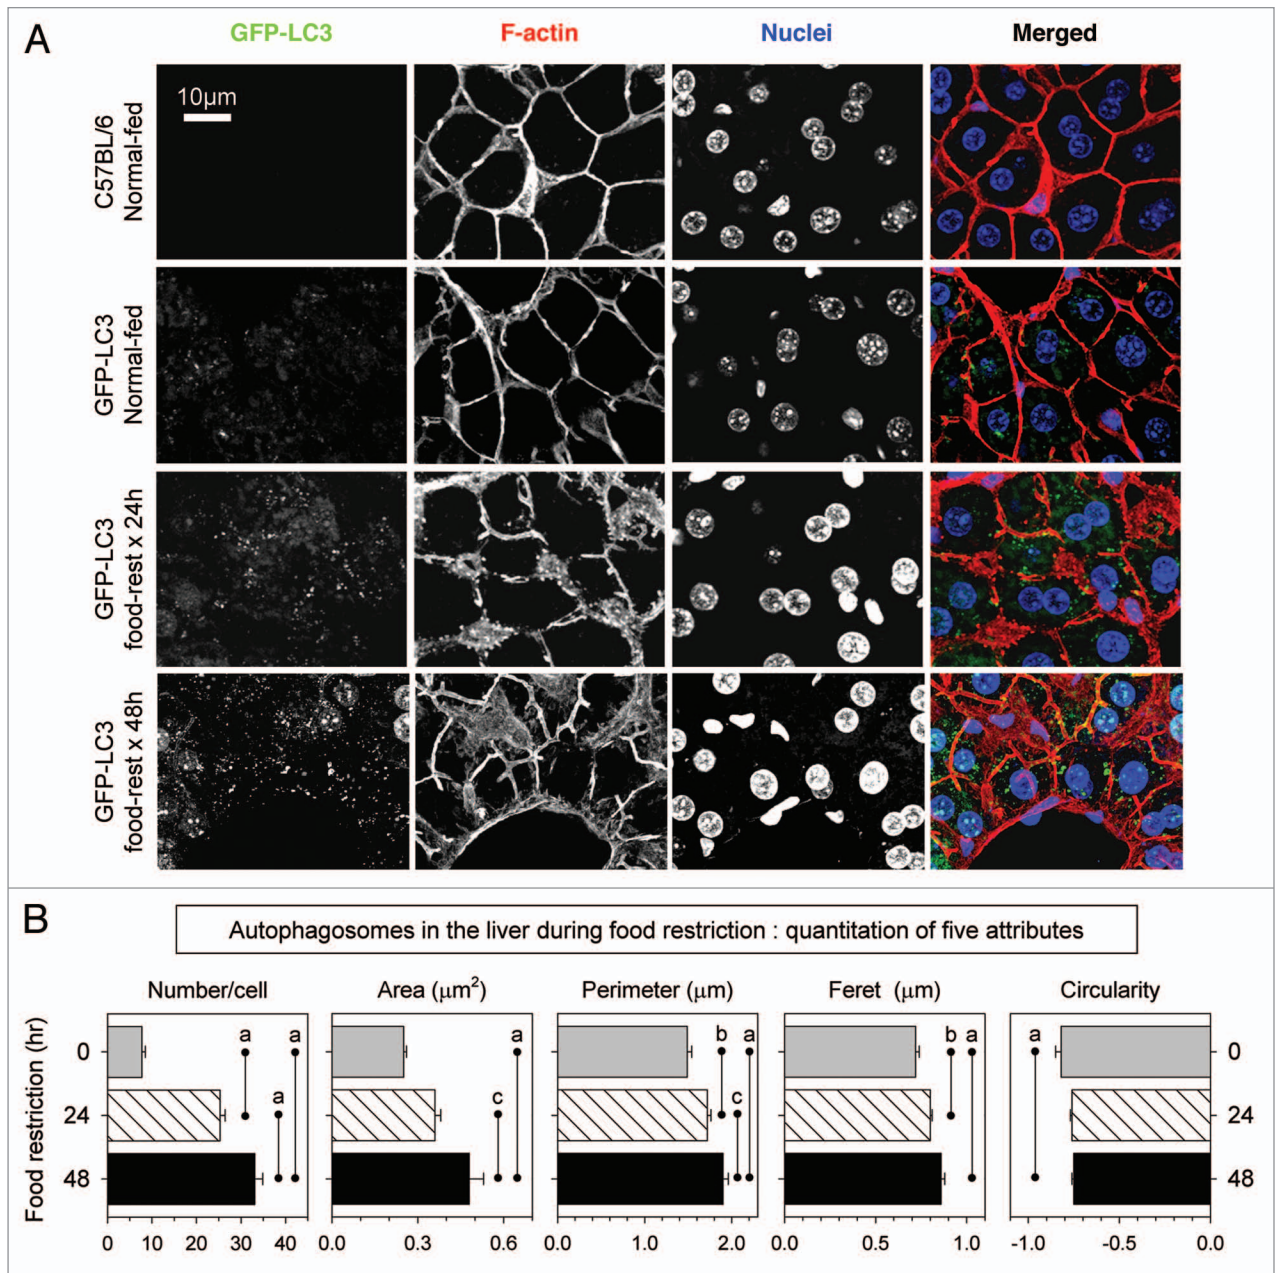 A
GFP-LC3 F-actin Nuclei Merged
10μm
C57BL/6
Normal-fed
GFP-LC3
Normal-fed
GFP-LC3
food-rest x 24h
GFP-LC3
food-rest x 48h
B
Autophagosomes in the liver during food restriction : quantitation of five attributes
Number/cell Area (μm²) Perimeter (μm) Feret (μm) Circularity
Food restriction (hr)
a a a b a b a a
0 0
a c c
24 24
48 48
0 10 20 30 40 0.0 0.3 0.6 0.0 1.0 2.0 0.0 0.5 1.0 -1.0 -0.5 0.0